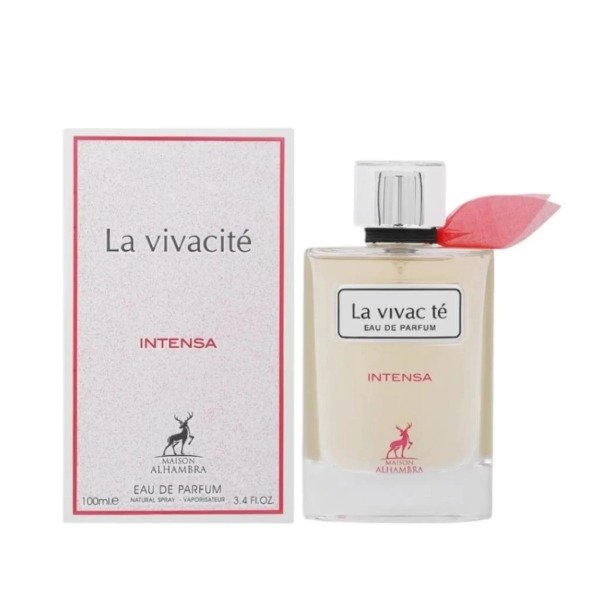 La vivacité
INTENSA
MAISON
ALHAMBRA
EAU DE PARFUM
100ml e NATURAL SPRAY - VAPORISATEUR 3.4 FL.OZ.
La vivac té
EAU DE PARFUM
INTENSA
MAISON
ALHAMBRA